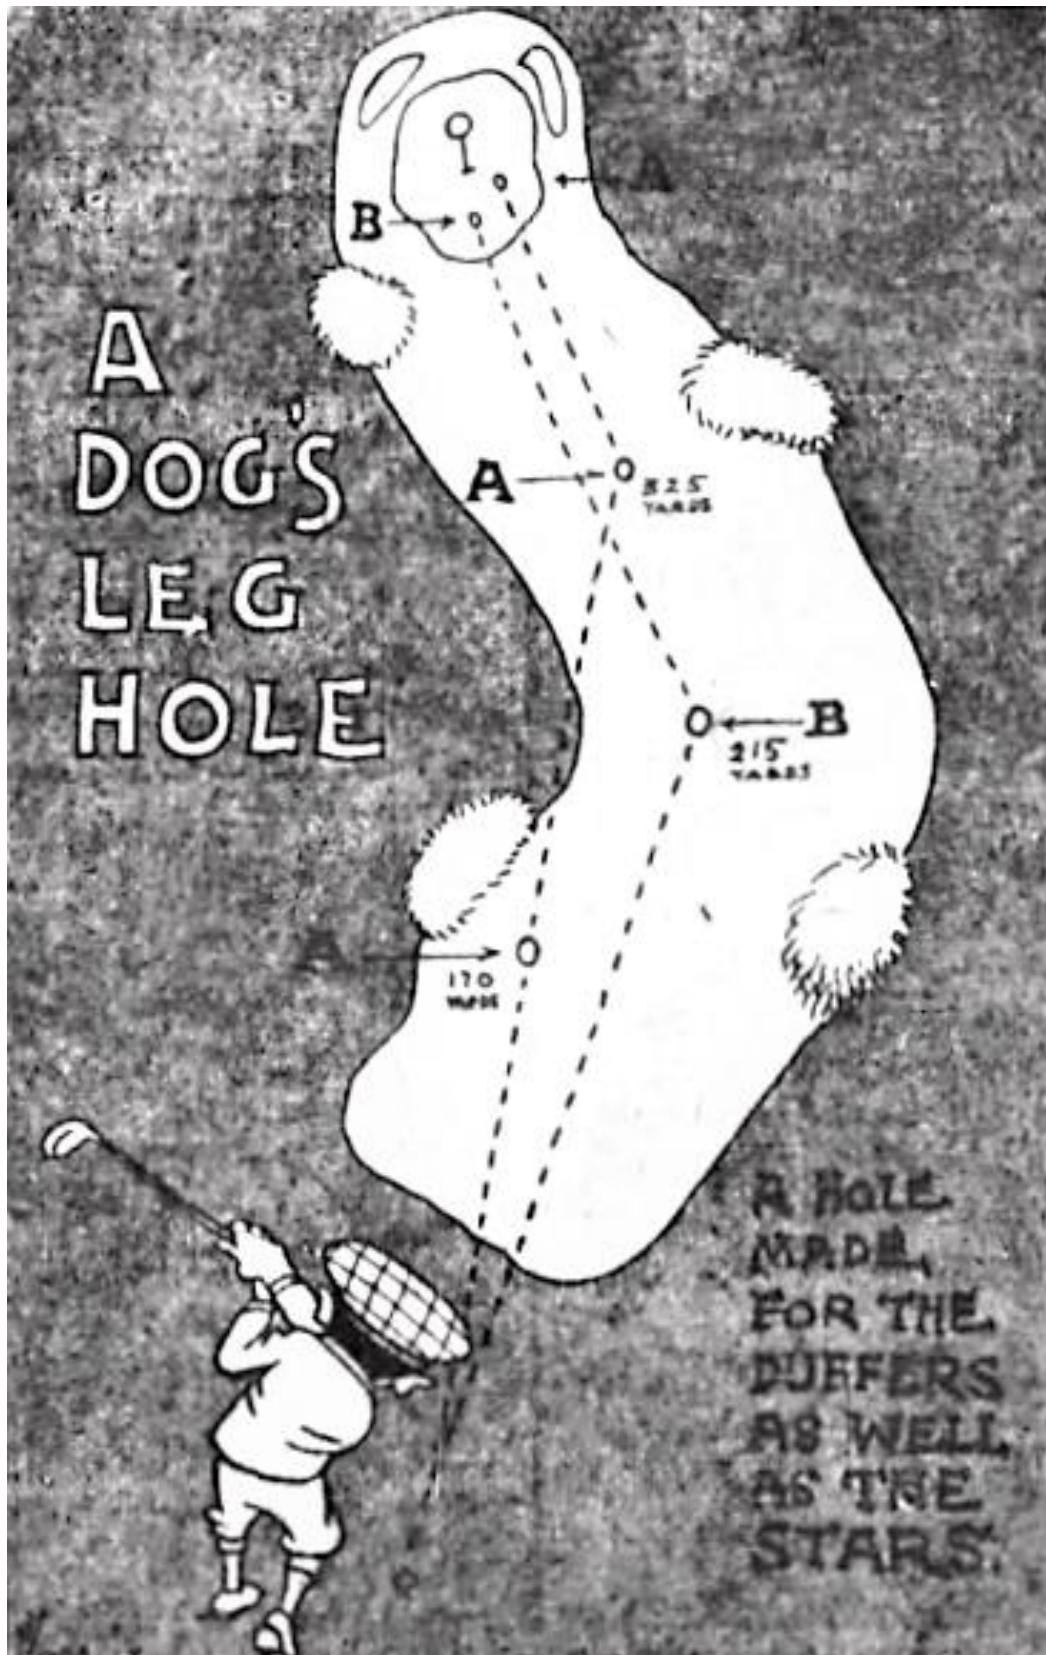 A
B
A
DOG'S
LEG
HOLE
A
325
YARDS
B
215
YARDS
A
170
YARDS
A HOLE
MADE
FOR THE
DUFFERS
AS WELL
AS THE
STARS.